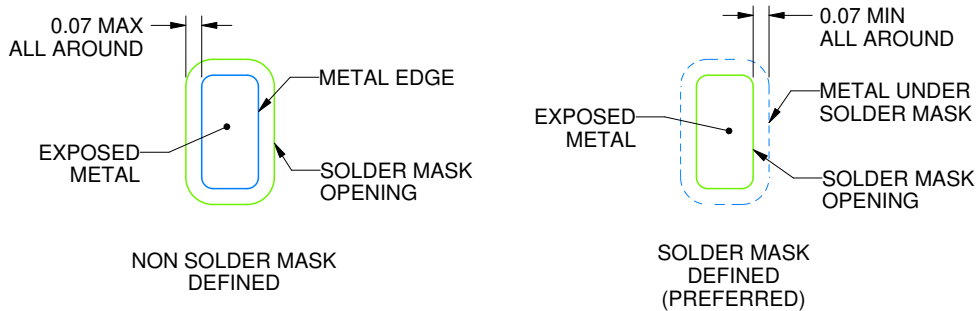 0.07 MAX
ALL AROUND
METAL EDGE
EXPOSED
METAL
SOLDER MASK
OPENING
NON SOLDER MASK
DEFINED
0.07 MIN
ALL AROUND
METAL UNDER
SOLDER MASK
EXPOSED
METAL
SOLDER MASK
OPENING
SOLDER MASK
DEFINED
(PREFERRED)